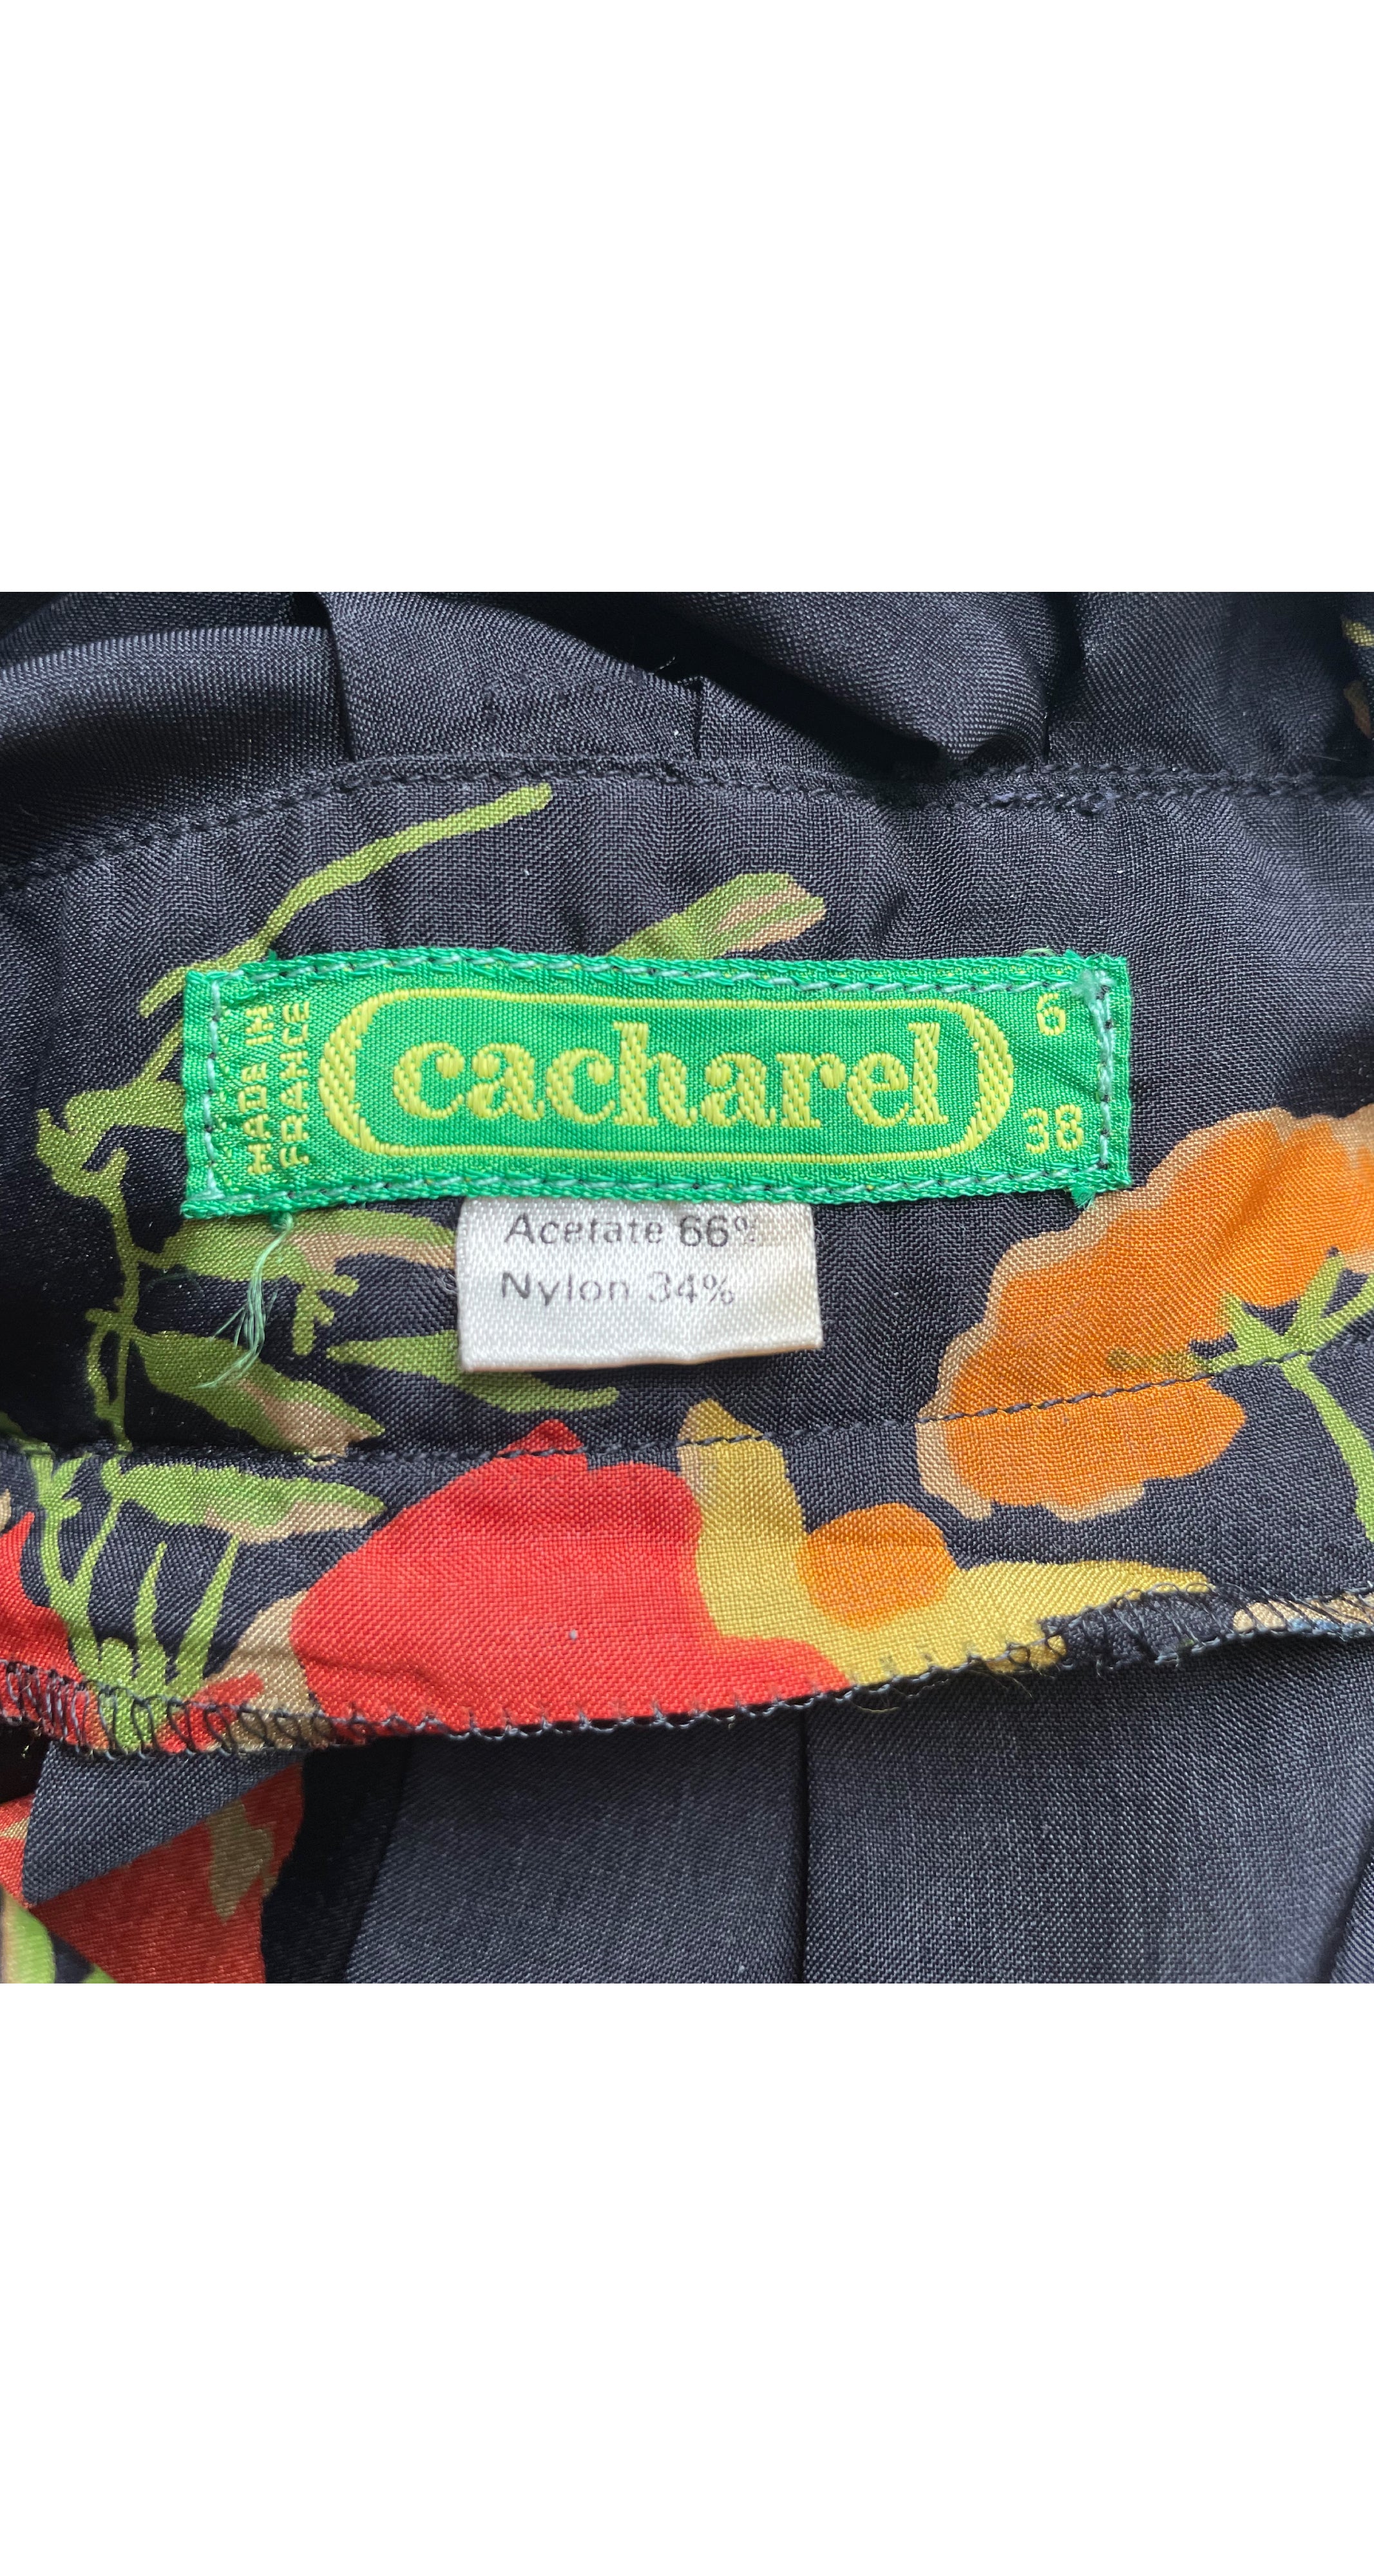 MADE IN
FRANCE
cacharel
6
38
Acetate 66%
Nylon 34%